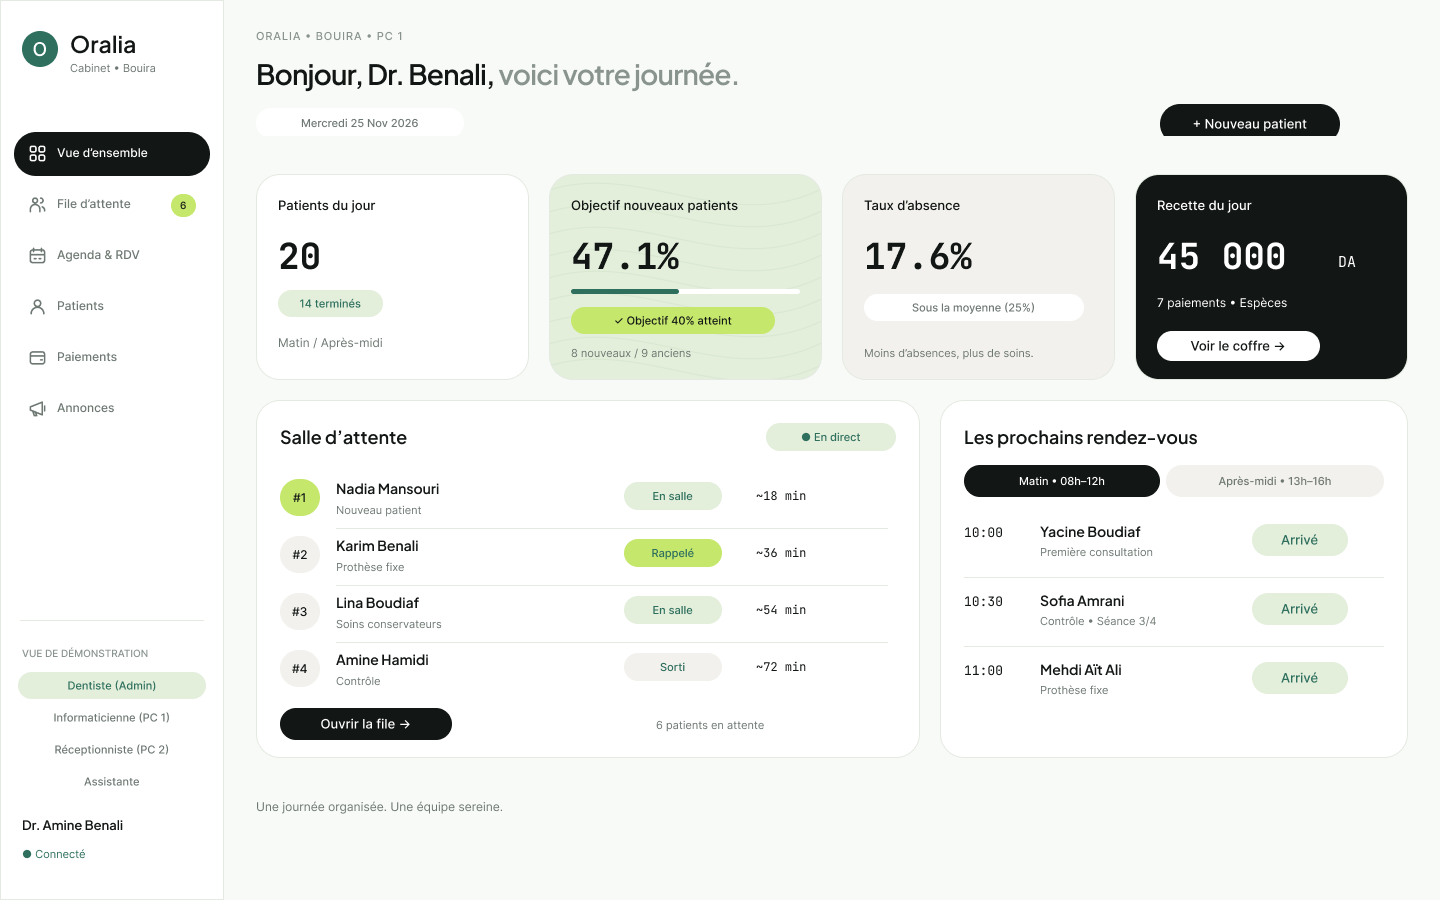 O
Oralia
Cabinet • Bouira
Vue d'ensemble
File d'attente
6
Agenda & RDV
Patients
Paiements
Annonces
VUE DE DÉMONSTRATION
Dentiste (Admin)
Informaticienne (PC 1)
Réceptionniste (PC 2)
Assistante
Dr. Amine Benali
Connecté
ORALIA • BOUIRA • PC 1
Bonjour, Dr. Benali, voici votre journée.
Mercredi 25 Nov 2026
+ Nouveau patient
Patients du jour
20
14 terminés
Matin / Après-midi
Objectif nouveaux patients
47.1%
✓ Objectif 40% atteint
8 nouveaux / 9 anciens
Taux d'absence
17.6%
Sous la moyenne (25%)
Moins d'absences, plus de soins.
Recette du jour
45 000 DA
7 paiements • Espèces
Voir le coffre →
Salle d'attente
En direct
#1
Nadia Mansouri
Nouveau patient
En salle
~18 min
#2
Karim Benali
Prothèse fixe
Rappelé
~36 min
#3
Lina Boudiaf
Soins conservateurs
En salle
~54 min
#4
Amine Hamidi
Contrôle
Sorti
~72 min
Ouvrir la file →
6 patients en attente
Les prochains rendez-vous
Matin • 08h–12h
Après-midi • 13h–16h
10:00
Yacine Boudiaf
Première consultation
Arrivé
10:30
Sofia Amrani
Contrôle • Séance 3/4
Arrivé
11:00
Mehdi Aït Ali
Prothèse fixe
Arrivé
Une journée organisée. Une équipe sereine.